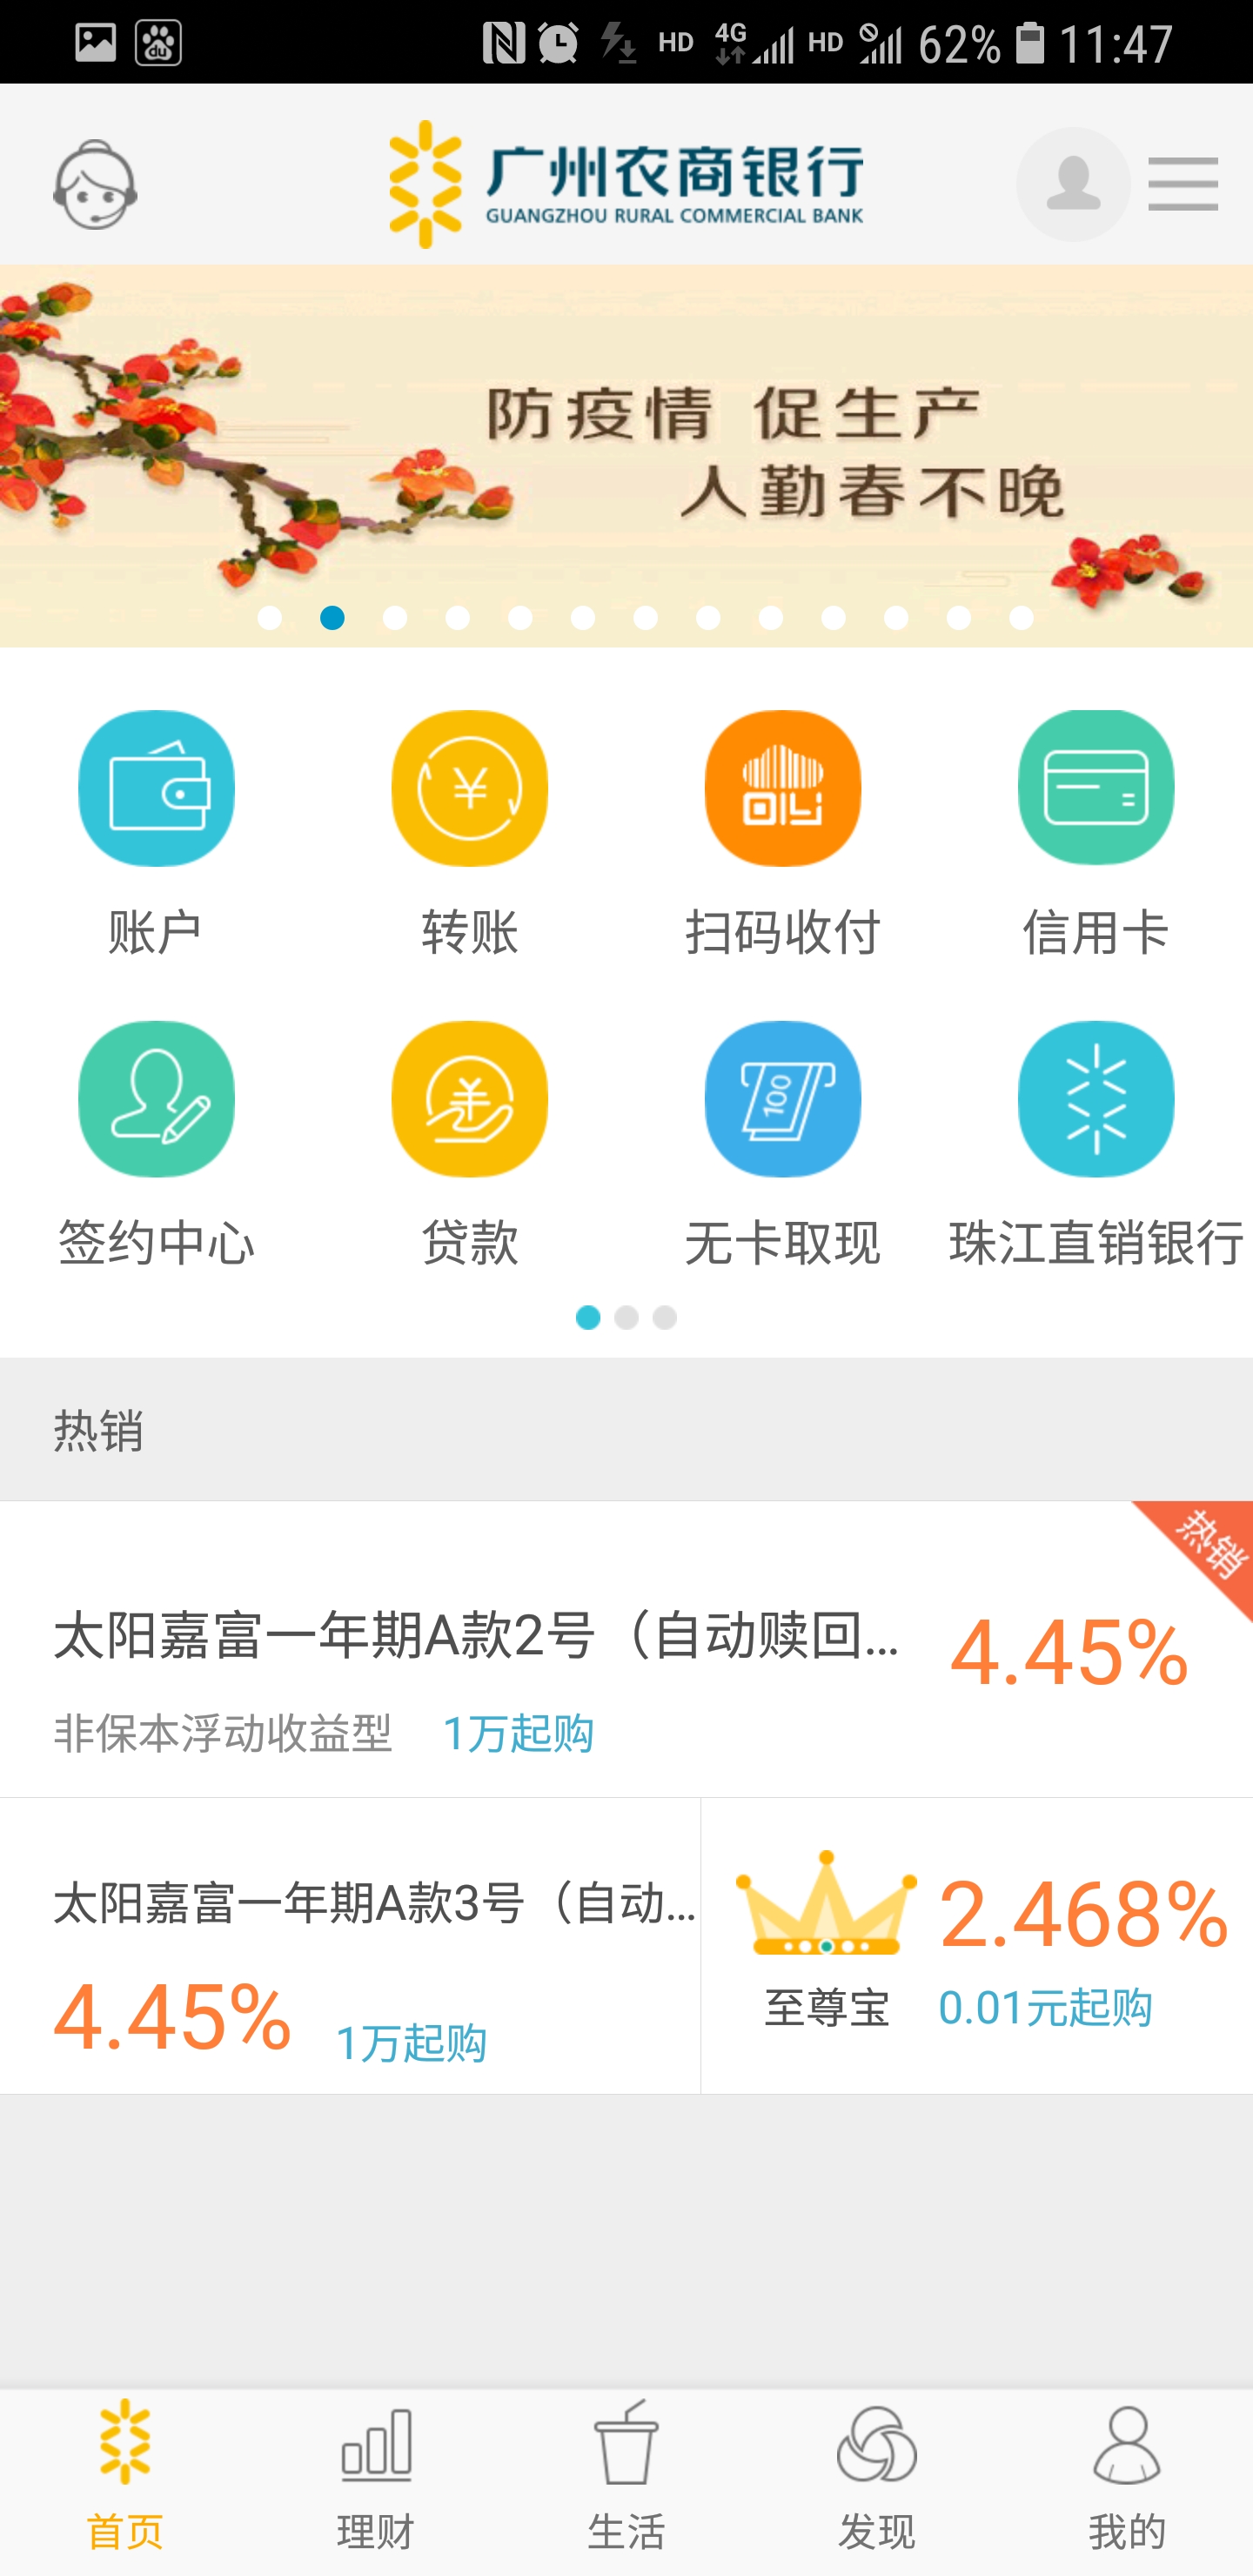 du
HD 4G HD 62% 11:47
广州农商银行
GUANGZHOU RURAL COMMERCIAL BANK
防疫情 促生产
人勤春不晚
账户 转账 扫码收付 信用卡
100
签约中心 贷款 无卡取现 珠江直销银行
热销
热销
太阳嘉富一年期A款2号（自动赎回... 4.45%
非保本浮动收益型 1万起购
太阳嘉富一年期A款3号（自动...
4.45% 1万起购
2.468%
至尊宝 0.01元起购
首页 理财 生活 发现 我的